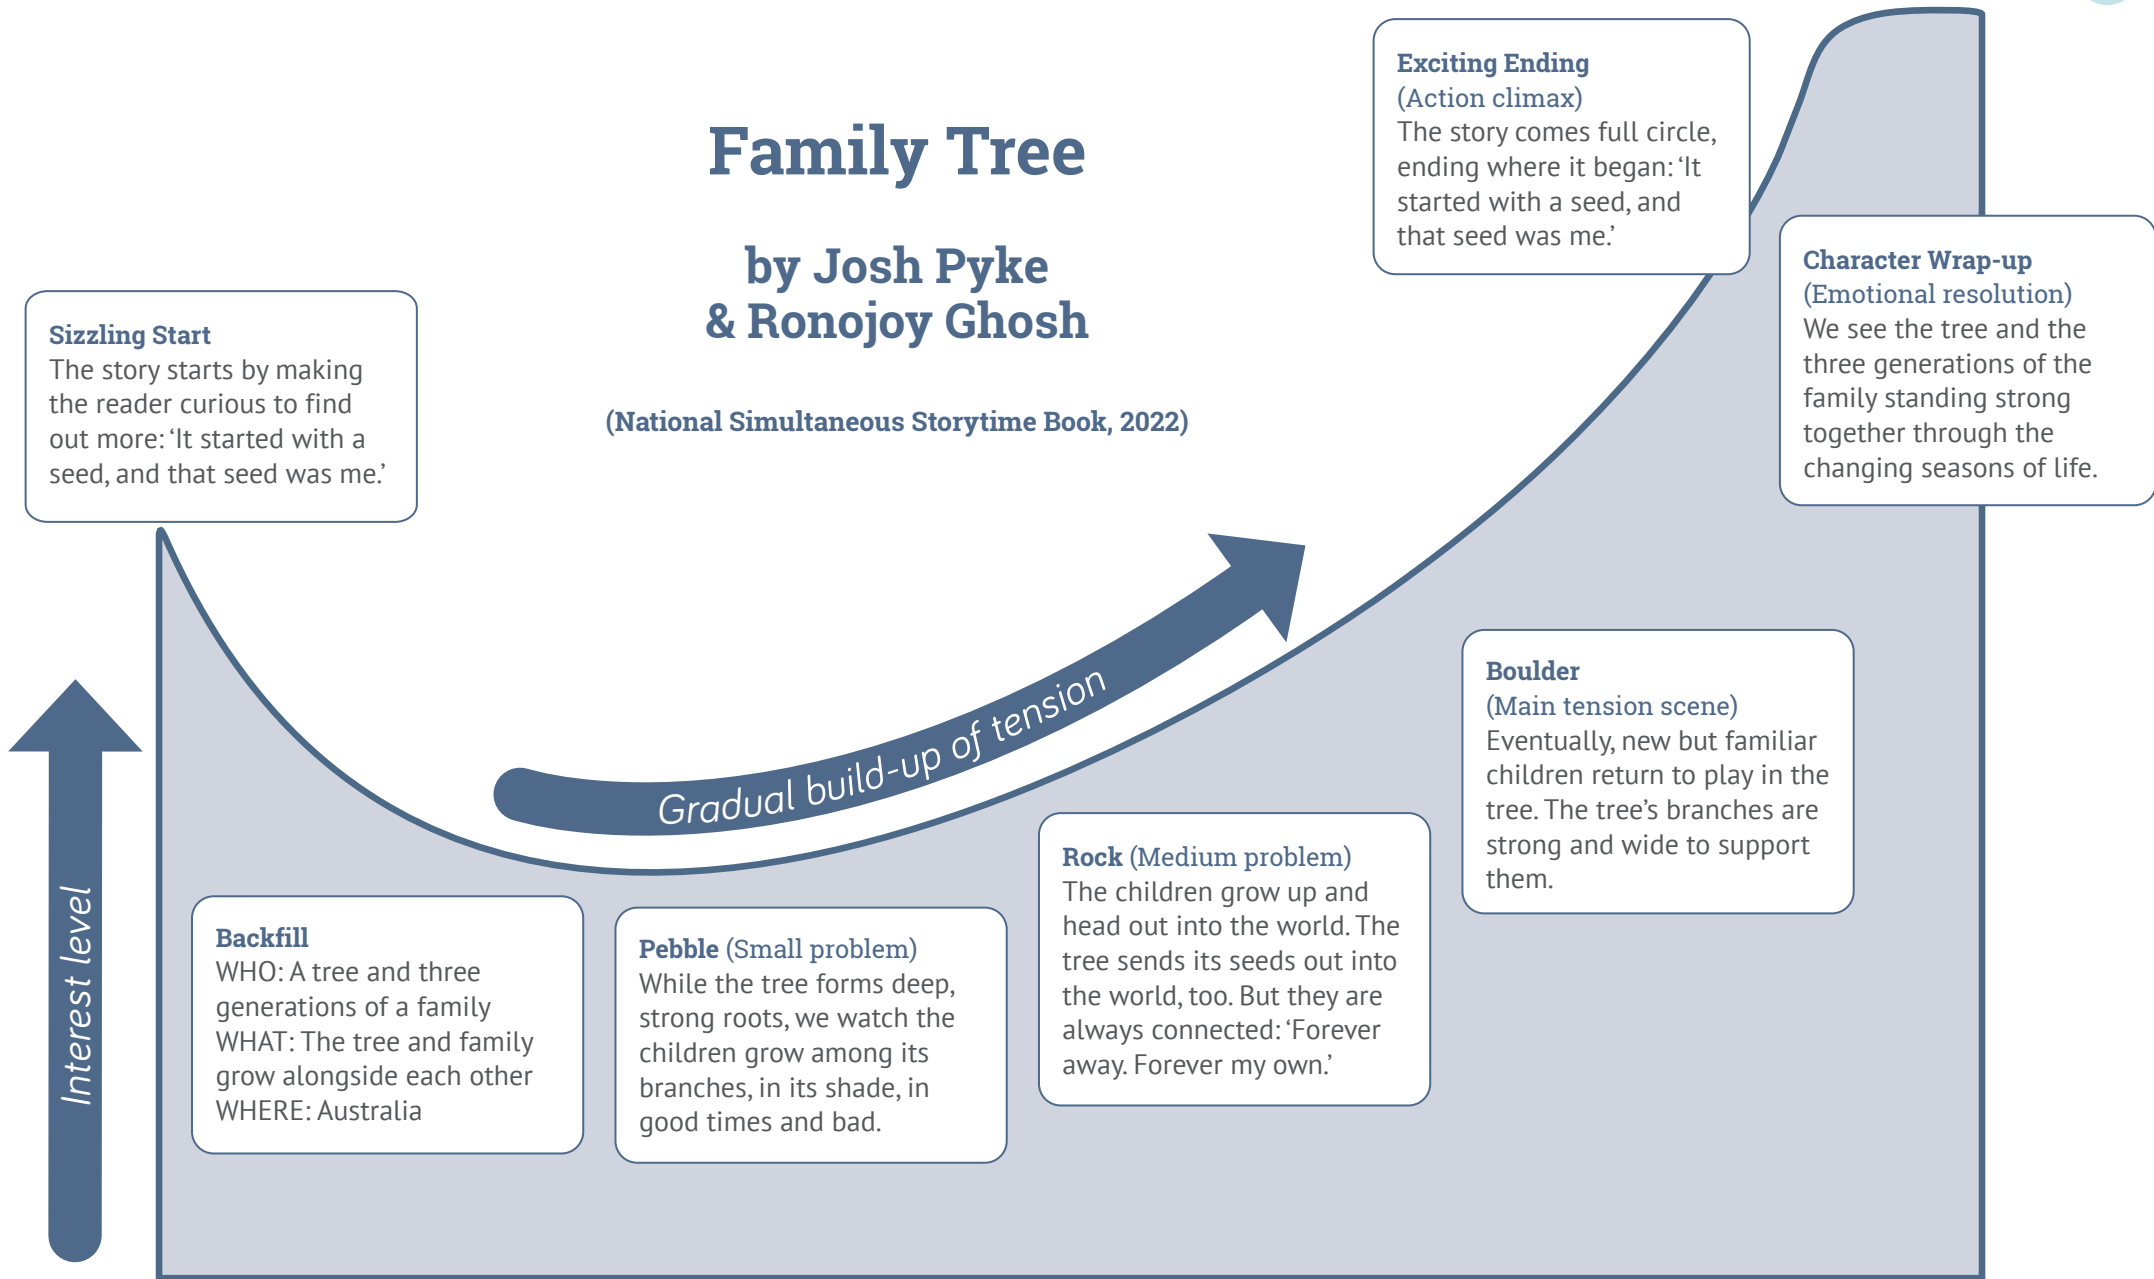 Family Tree
by Josh Pyke
& Ronojoy Ghosh
(National Simultaneous Storytime Book, 2022)
Sizzling Start
The story starts by making
the reader curious to find
out more: ‘It started with a
seed, and that seed was me.’
Interest level
Backfill
WHO: A tree and three
generations of a family
WHAT: The tree and family
grow alongside each other
WHERE: Australia
Gradual build-up of tension
Pebble (Small problem)
While the tree forms deep,
strong roots, we watch the
children grow among its
branches, in its shade, in
good times and bad.
Rock (Medium problem)
The children grow up and
head out into the world. The
tree sends its seeds out into
the world, too. But they are
always connected: ‘Forever
away. Forever my own.’
Boulder
(Main tension scene)
Eventually, new but familiar
children return to play in the
tree. The tree’s branches are
strong and wide to support
them.
Exciting Ending
(Action climax)
The story comes full circle,
ending where it began: ‘It
started with a seed, and
that seed was me.’
Character Wrap-up
(Emotional resolution)
We see the tree and the
three generations of the
family standing strong
together through the
changing seasons of life.